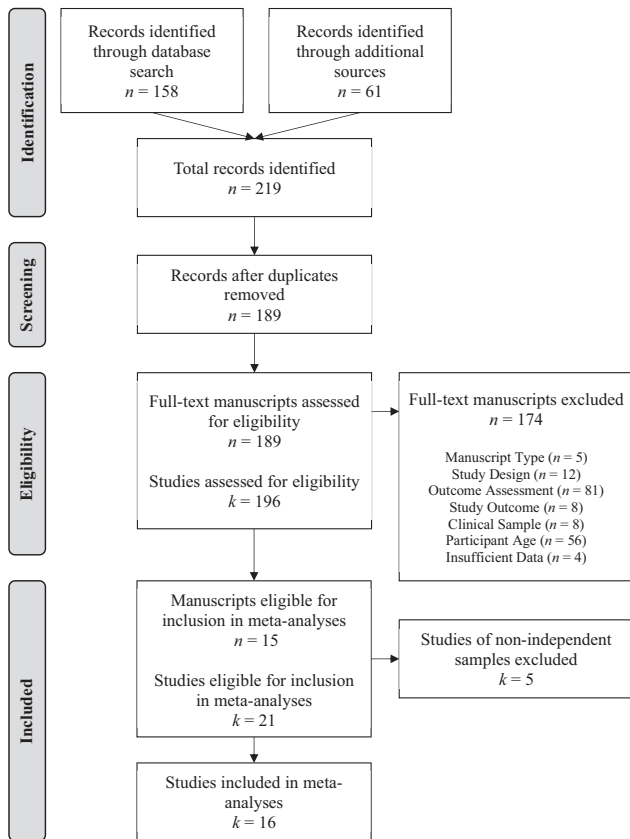 Identification
Records identified
through database
search
n = 158
Records identified
through additional
sources
n = 61
Total records identified
n = 219
Screening
Records after duplicates
removed
n = 189
Eligibility
Full-text manuscripts assessed
for eligibility
n = 189
Studies assessed for eligibility
k = 196
Full-text manuscripts excluded
n = 174
Manuscript Type (n = 5)
Study Design (n = 12)
Outcome Assessment (n = 81)
Study Outcome (n = 8)
Clinical Sample (n = 8)
Participant Age (n = 56)
Insufficient Data (n = 4)
Included
Manuscripts eligible for
inclusion in meta-analyses
n = 15
Studies eligible for inclusion
in meta-analyses
k = 21
Studies of non-independent
samples excluded
k = 5
Studies included in meta-
analyses
k = 16